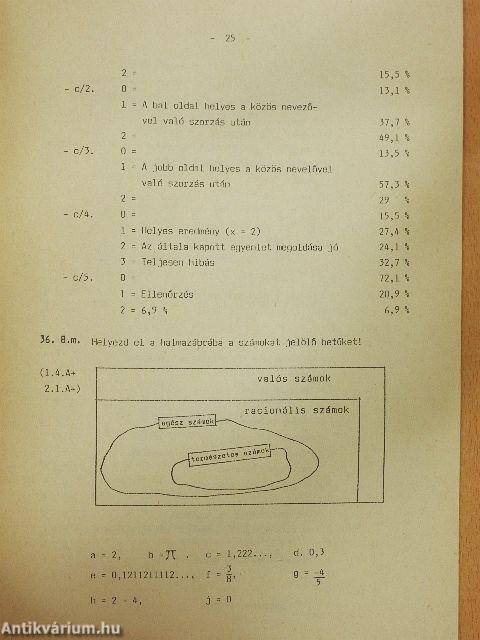 - 25 -
2 = 15,5 %
- c/2. 0 = 13,1 %
1 = A bal oldal helyes a közös nevező-
vel való szorzás után 37,7 %
2 = 49,1 %
- c/3. 0 = 13,5 %
1 = A jobb oldal helyes a közös nevelővel
való szorzás után 57,3 %
2 = 29 %
- c/4. 0 = 15,5 %
1 = Helyes eredmény (x = 2) 27,4 %
2 = Az általa kapott egyenlet megoldása jó 24,1 %
3 = Teljesen hibás 32,7 %
- c/5. 0 = 72,1 %
1 = Ellenőrzés 20,9 %
2 = 6,9 % 6,9 %
36. B.m. Helyezd el a halmazábrába a számokat jelölő betűket!
(1.4.A+
2.1.A+)
valós számok
racionális számok
egész számok
természetes számok
a = 2, b = π , c = 1,222..., d. 0,3
e = 0,1211211112..., f = 3/8, g = -4/5
h = 2 - 4, j = 0
Antikvárium.hu